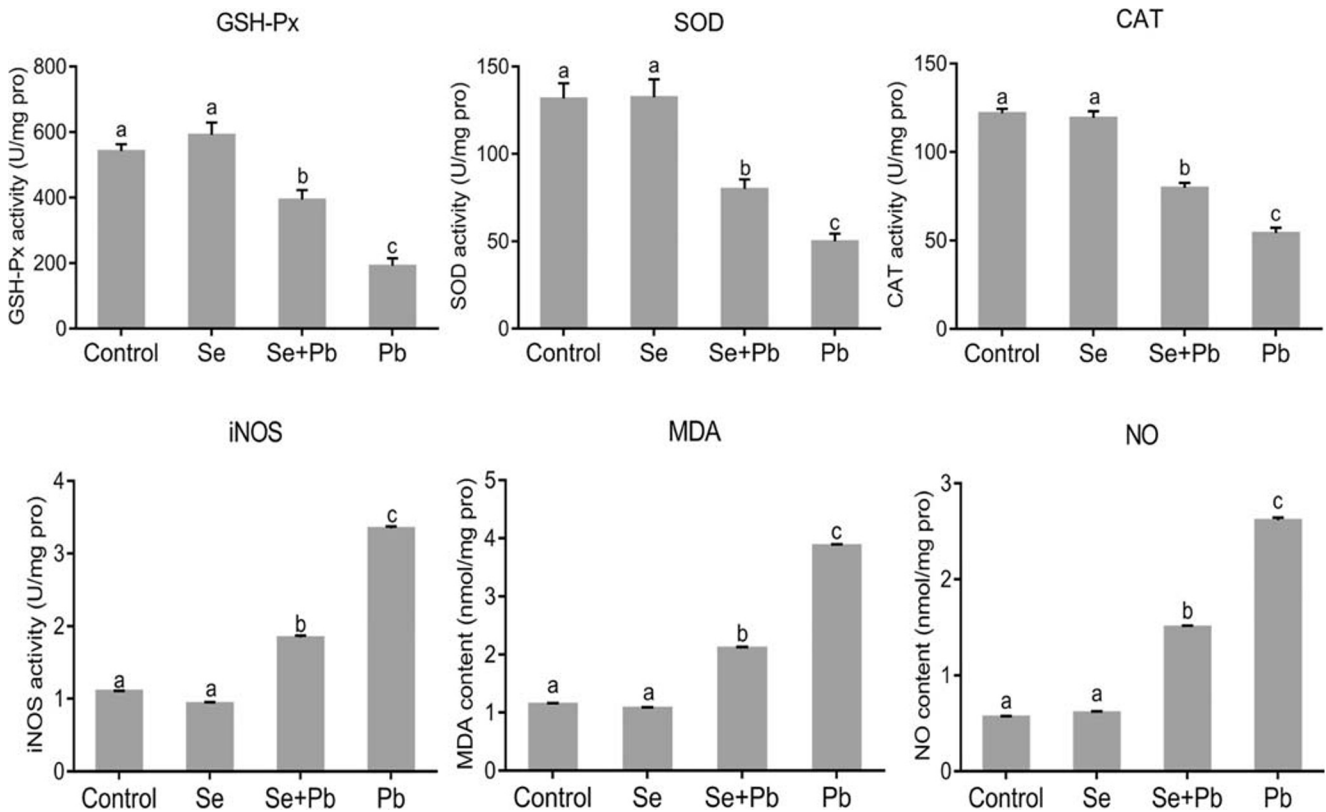 GSH-Px
GSH-Px activity (U/mg pro)
800
600
400
200
0
a
a
b
c
Control Se Se+Pb Pb
SOD
SOD activity (U/mg pro)
150
100
50
0
a
a
b
c
Control Se Se+Pb Pb
CAT
CAT activity (U/mg pro)
150
100
50
0
a
a
b
c
Control Se Se+Pb Pb
iNOS
iNOS activity (U/mg pro)
4
3
2
1
0
a
a
b
c
Control Se Se+Pb Pb
MDA
MDA content (nmol/mg pro)
5
4
3
2
1
0
a
a
b
c
Control Se Se+Pb Pb
NO
NO content (nmol/mg pro)
3
2
1
0
a
a
b
c
Control Se Se+Pb Pb